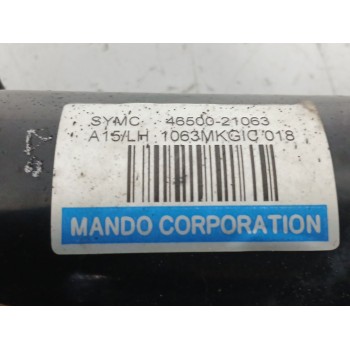 SYMC 46500-21063
A15/LH 1063MKGIC'018
MANDO CORPORATION